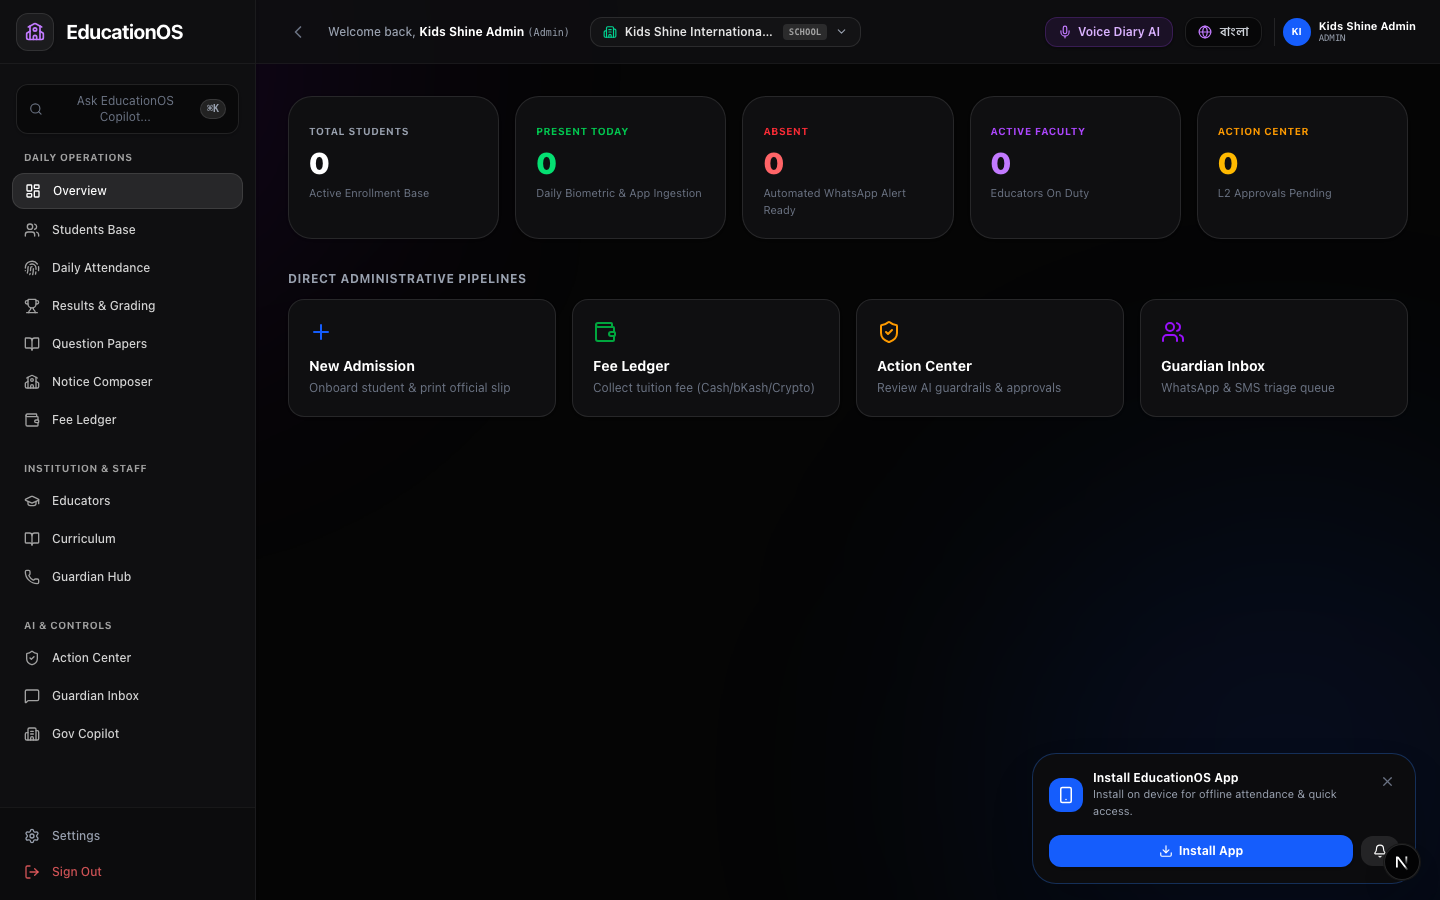 EducationOS
Ask EducationOS
Copilot...
⌘K
DAILY OPERATIONS
Overview
Students Base
Daily Attendance
Results & Grading
Question Papers
Notice Composer
Fee Ledger
INSTITUTION & STAFF
Educators
Curriculum
Guardian Hub
AI & CONTROLS
Action Center
Guardian Inbox
Gov Copilot
Settings
Sign Out
Welcome back, Kids Shine Admin (Admin)
Kids Shine Internationa... SCHOOL
Voice Diary AI
বাংলা
KI
Kids Shine Admin
ADMIN
TOTAL STUDENTS
0
Active Enrollment Base
PRESENT TODAY
0
Daily Biometric & App Ingestion
ABSENT
0
Automated WhatsApp Alert
Ready
ACTIVE FACULTY
0
Educators On Duty
ACTION CENTER
0
L2 Approvals Pending
DIRECT ADMINISTRATIVE PIPELINES
New Admission
Onboard student & print official slip
Fee Ledger
Collect tuition fee (Cash/bKash/Crypto)
Action Center
Review AI guardrails & approvals
Guardian Inbox
WhatsApp & SMS triage queue
Install EducationOS App
Install on device for offline attendance & quick
access.
Install App
N